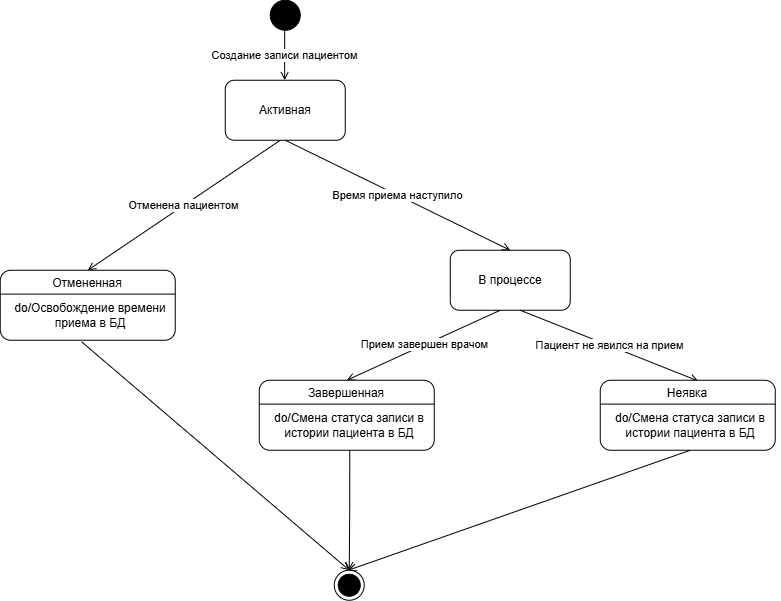 Создание записи пациентом
Активная
Отменена пациентом
Время приема наступило
Отмененная
do/Освобождение времени
приема в БД
В процессе
Прием завершен врачом
Пациент не явился на прием
Завершенная
do/Смена статуса записи в
истории пациента в БД
Неявка
do/Смена статуса записи в
истории пациента в БД